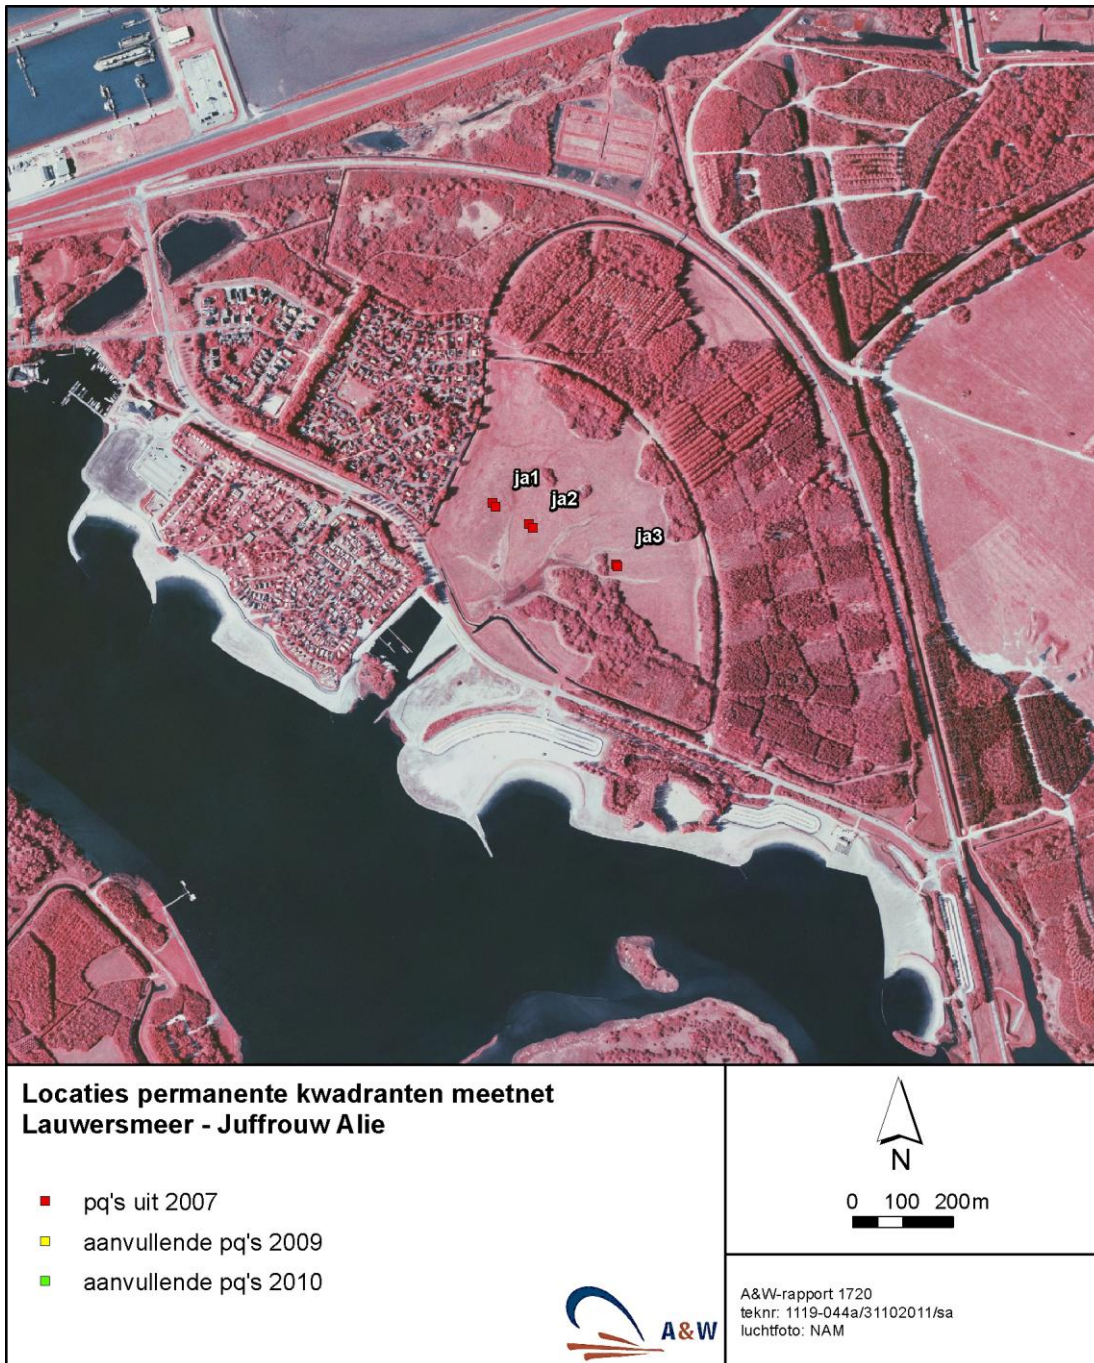 ja1
ja2
ja3
Locaties permanente kwadranten meetnet
Lauwersmeer - Juffrouw Alie
pq's uit 2007
aanvullende pq's 2009
aanvullende pq's 2010
A&W
N
0 100 200m
A&W-rapport 1720
teknr: 1119-044a/31102011/sa
luchtfoto: NAM